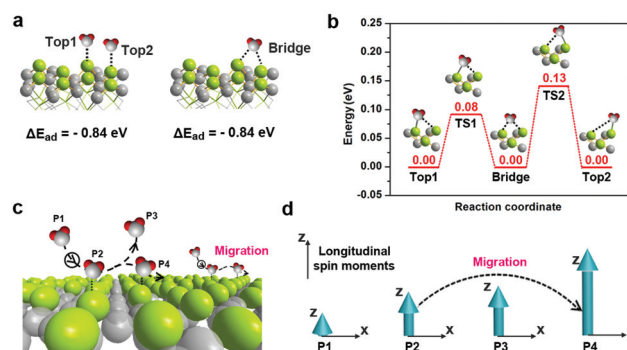 a
Top1
Top2
Bridge
ΔEad = - 0.84 eV
ΔEad = - 0.84 eV
b
Energy(eV)
0.25
0.20
0.15
0.10
0.05
0.00
-0.05
0.00
Top1
0.08
TS1
0.00
Bridge
0.13
TS2
0.00
Top2
Reaction coordinate
c
P1
P2
P3
P4
Migration
d
Z
Longitudinal
spin moments
Migration
Z
X
P1
Z
X
P2
Z
X
P3
Z
X
P4